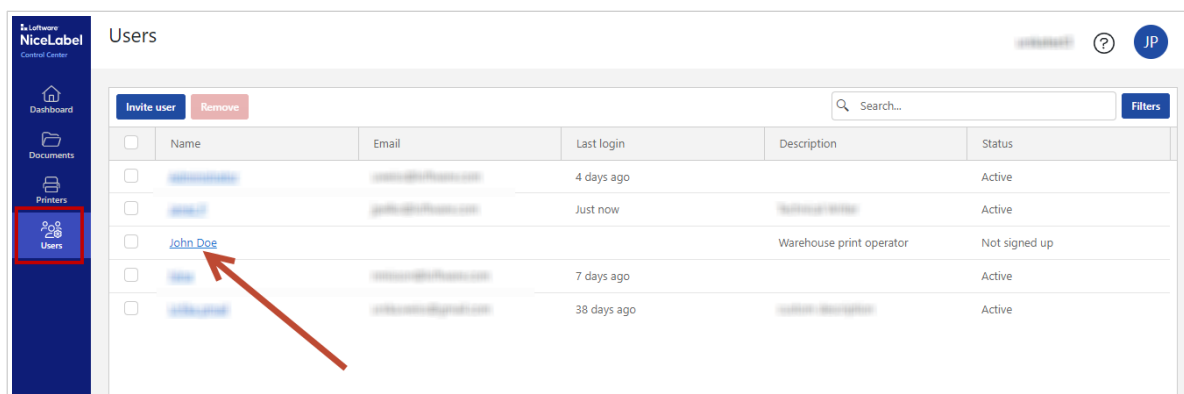 Loftware
NiceLabel
Control Center
Users
?
JP
Dashboard
Documents
Printers
Users
Invite user
Remove
Search...
Filters
Name
Email
Last login
Description
Status
4 days ago
Active
Just now
Active
John Doe
Warehouse print operator
Not signed up
7 days ago
Active
38 days ago
Active